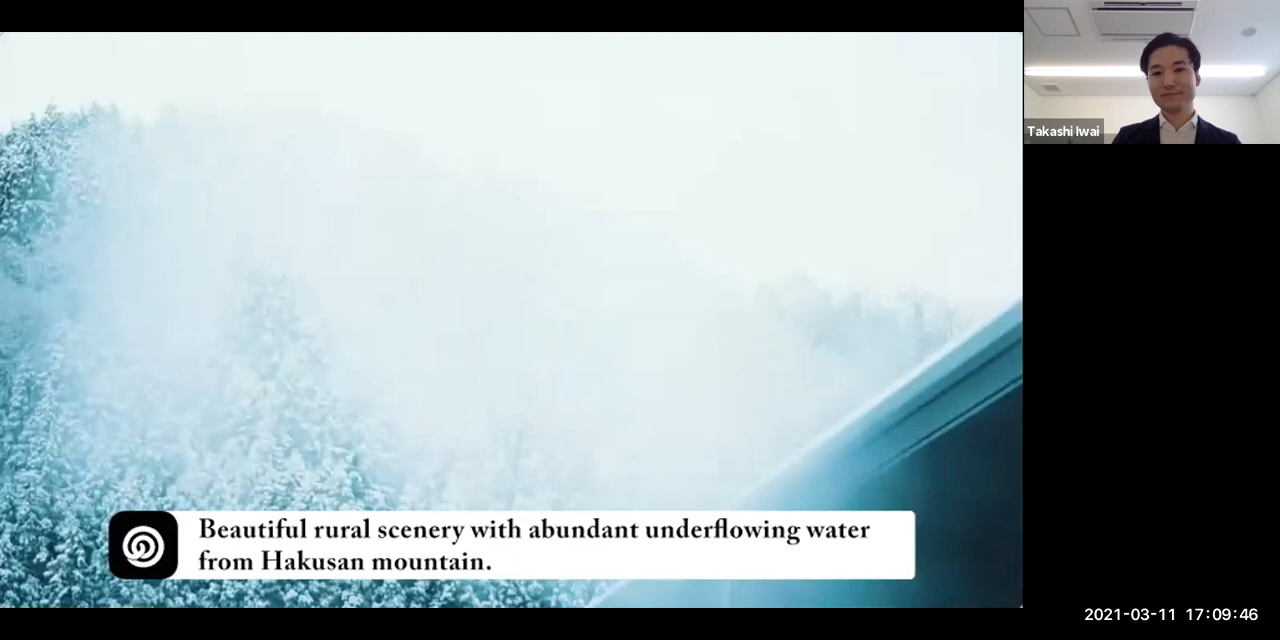 Takashi Iwai
Beautiful rural scenery with abundant underflowing water
from Hakusan mountain.
2021-03-11 17:09:46